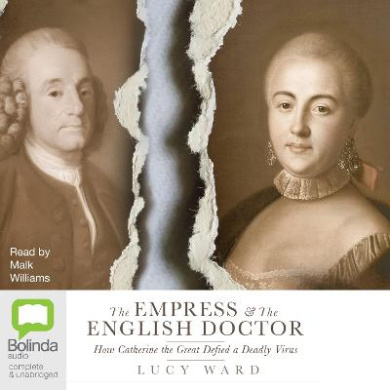 Read by
Malk
Williams
The EMPRESS & The
ENGLISH DOCTOR
How Catherine the Great Defied a Deadly Virus
LUCY WARD
Bolinda
audio
complete
& unabridged